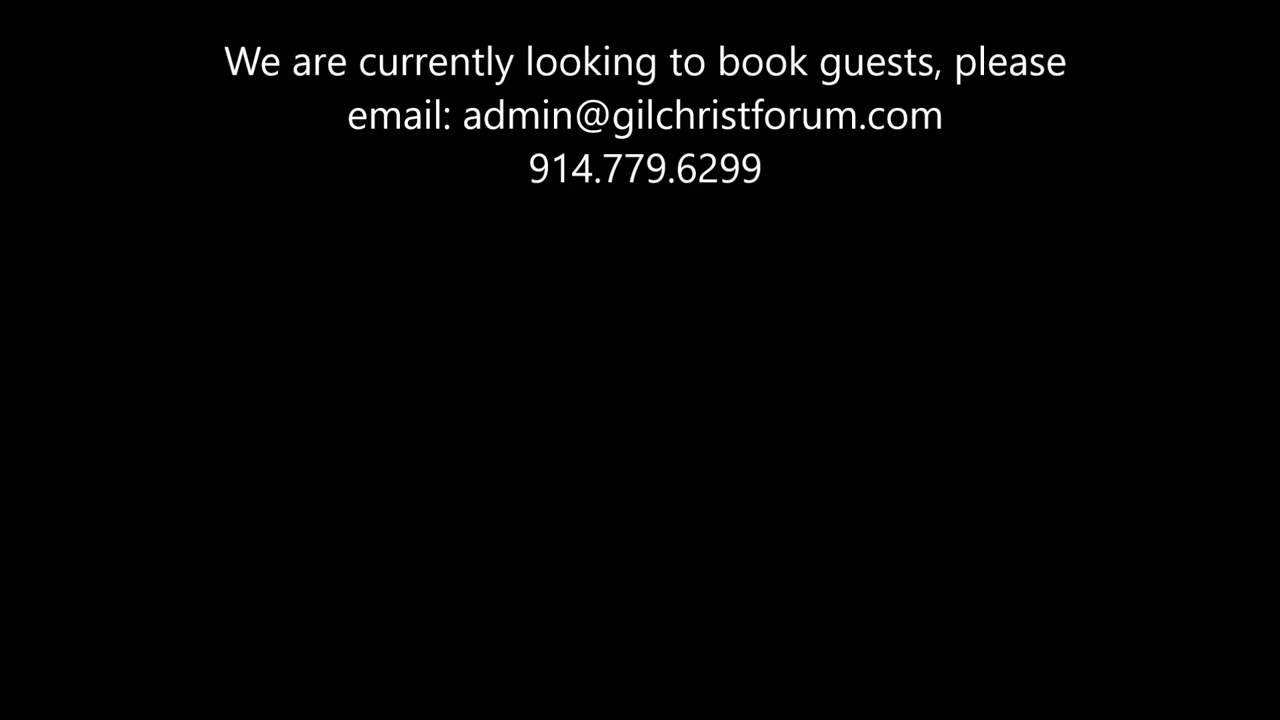 We are currently looking to book guests, please
email: admin@gilchristforum.com
914.779.6299